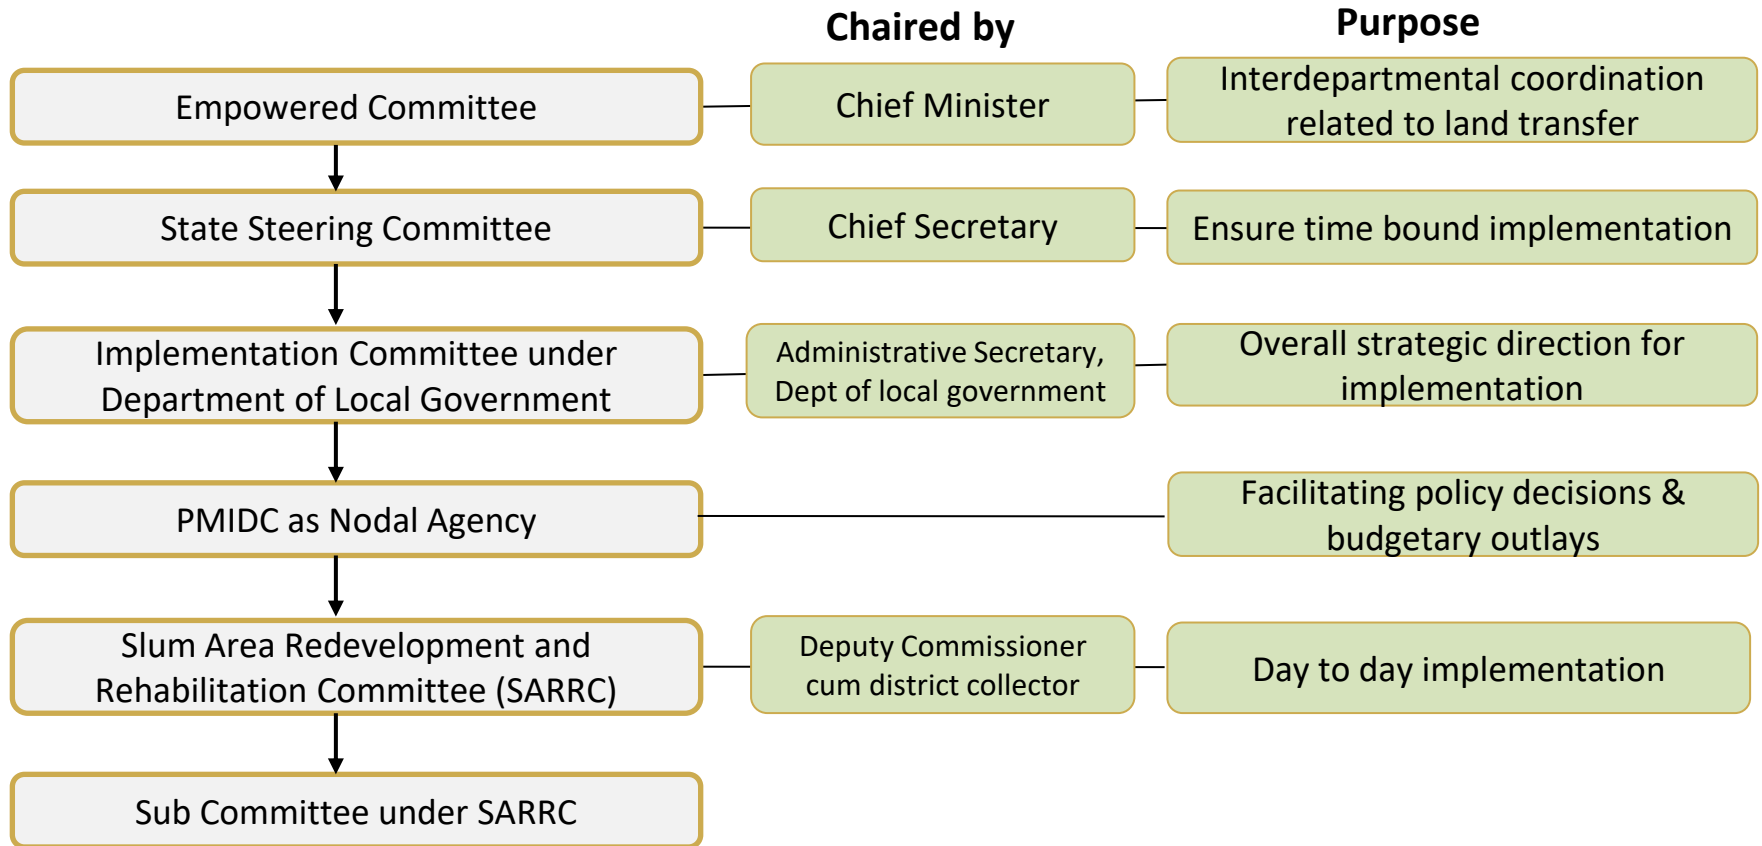 Chaired by
Purpose
Empowered Committee
Chief Minister
Interdepartmental coordination
related to land transfer
State Steering Committee
Chief Secretary
Ensure time bound implementation
Implementation Committee under
Department of Local Government
Administrative Secretary,
Dept of local government
Overall strategic direction for
implementation
PMIDC as Nodal Agency
Facilitating policy decisions &
budgetary outlays
Slum Area Redevelopment and
Rehabilitation Committee (SARRC)
Deputy Commissioner
cum district collector
Day to day implementation
Sub Committee under SARRC